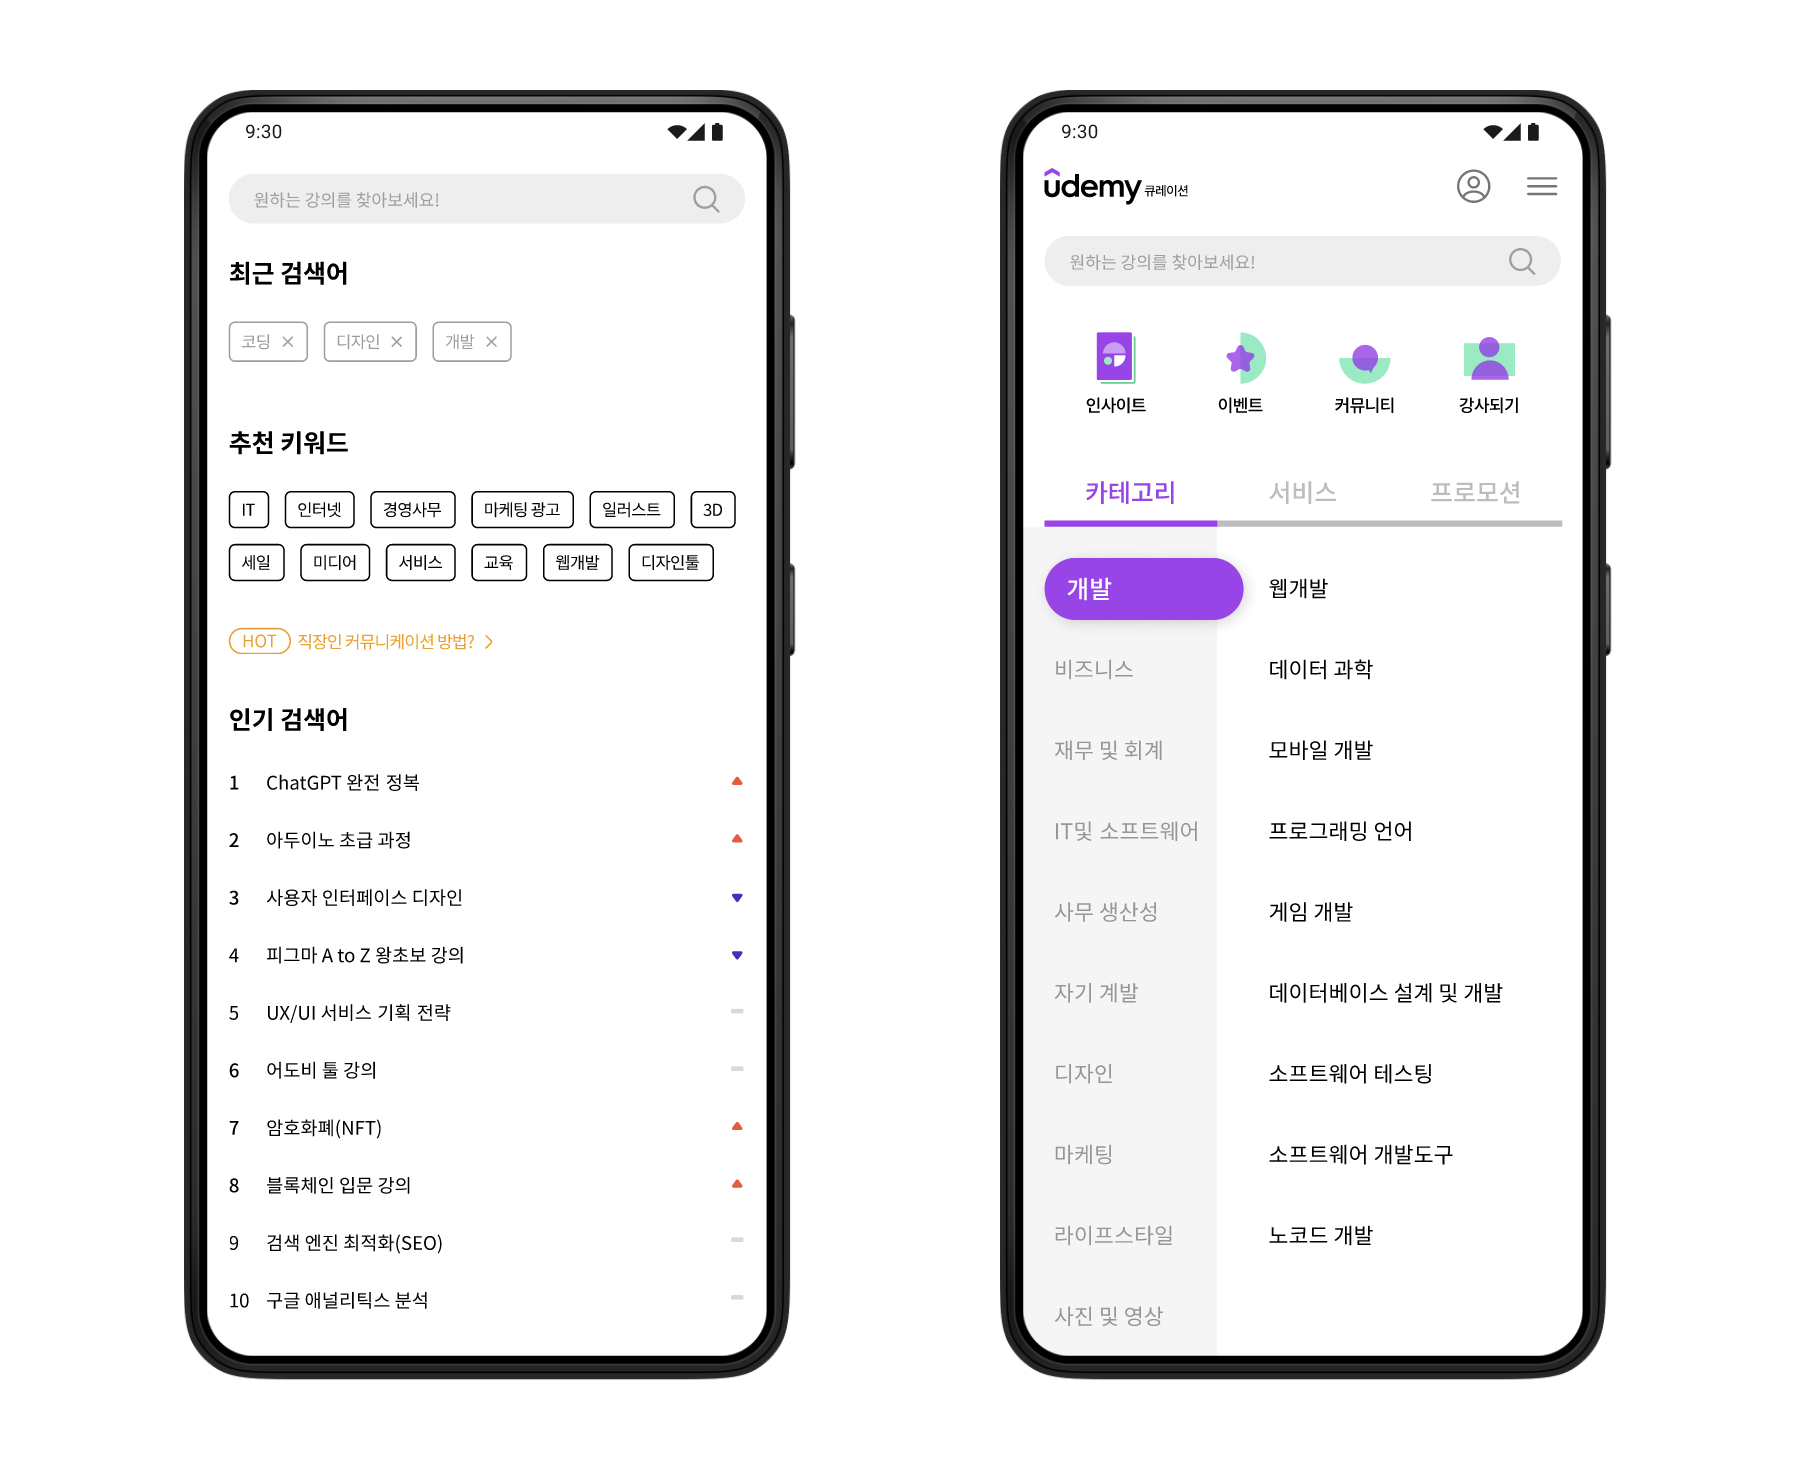 9:30
원하는 강의를 찾아보세요!
최근 검색어
코딩 디자인 개발
추천 키워드
IT 인터넷 경영사무 마케팅 광고 일러스트 3D
세일 미디어 서비스 교육 웹개발 디자인툴
HOT 직장인 커뮤니케이션 방법?
인기 검색어
1 ChatGPT 완전 정복
2 아두이노 초급 과정
3 사용자 인터페이스 디자인
4 피그마 A to Z 왕초보 강의
5 UX/UI 서비스 기획 전략
6 어도비 툴 강의
7 암호화폐(NFT)
8 블록체인 입문 강의
9 검색 엔진 최적화(SEO)
10 구글 애널리틱스 분석
9:30
udemy 큐레이션
원하는 강의를 찾아보세요!
인사이트 이벤트 커뮤니티 강사되기
카테고리 서비스 프로모션
개발 웹개발
비즈니스 데이터 과학
재무 및 회계 모바일 개발
IT및 소프트웨어 프로그래밍 언어
사무 생산성 게임 개발
자기 계발 데이터베이스 설계 및 개발
디자인 소프트웨어 테스팅
마케팅 소프트웨어 개발도구
라이프스타일 노코드 개발
사진 및 영상